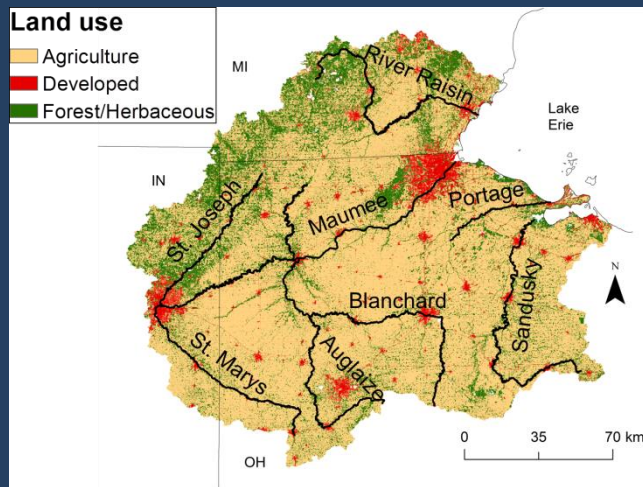 Land use
Agriculture
Developed
Forest/Herbaceous
MI
River Raisin
Lake
Erie
IN
St. Joseph
Maumee
Portage
Blanchard
Sandusky
N
St. Marys
Auglaize
0 35 70 km
OH